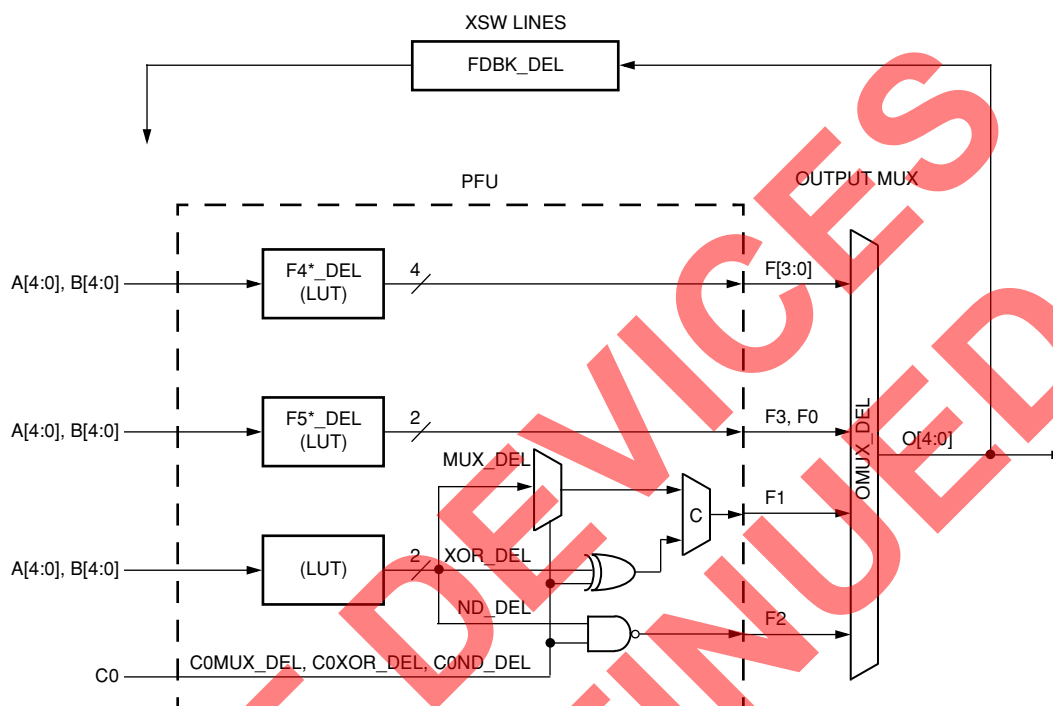 XSW LINES
FDBK_DEL
PFU
OUTPUT MUX
A[4:0], B[4:0]
F4*_DEL
(LUT)
4
F[3:0]
A[4:0], B[4:0]
F5*_DEL
(LUT)
2
F3, F0
OMUX_DEL
O[4:0]
MUX_DEL
C
F1
A[4:0], B[4:0]
(LUT)
2
XOR_DEL
ND_DEL
F2
C0
C0MUX_DEL, C0XOR_DEL, C0ND_DEL
DEVICES